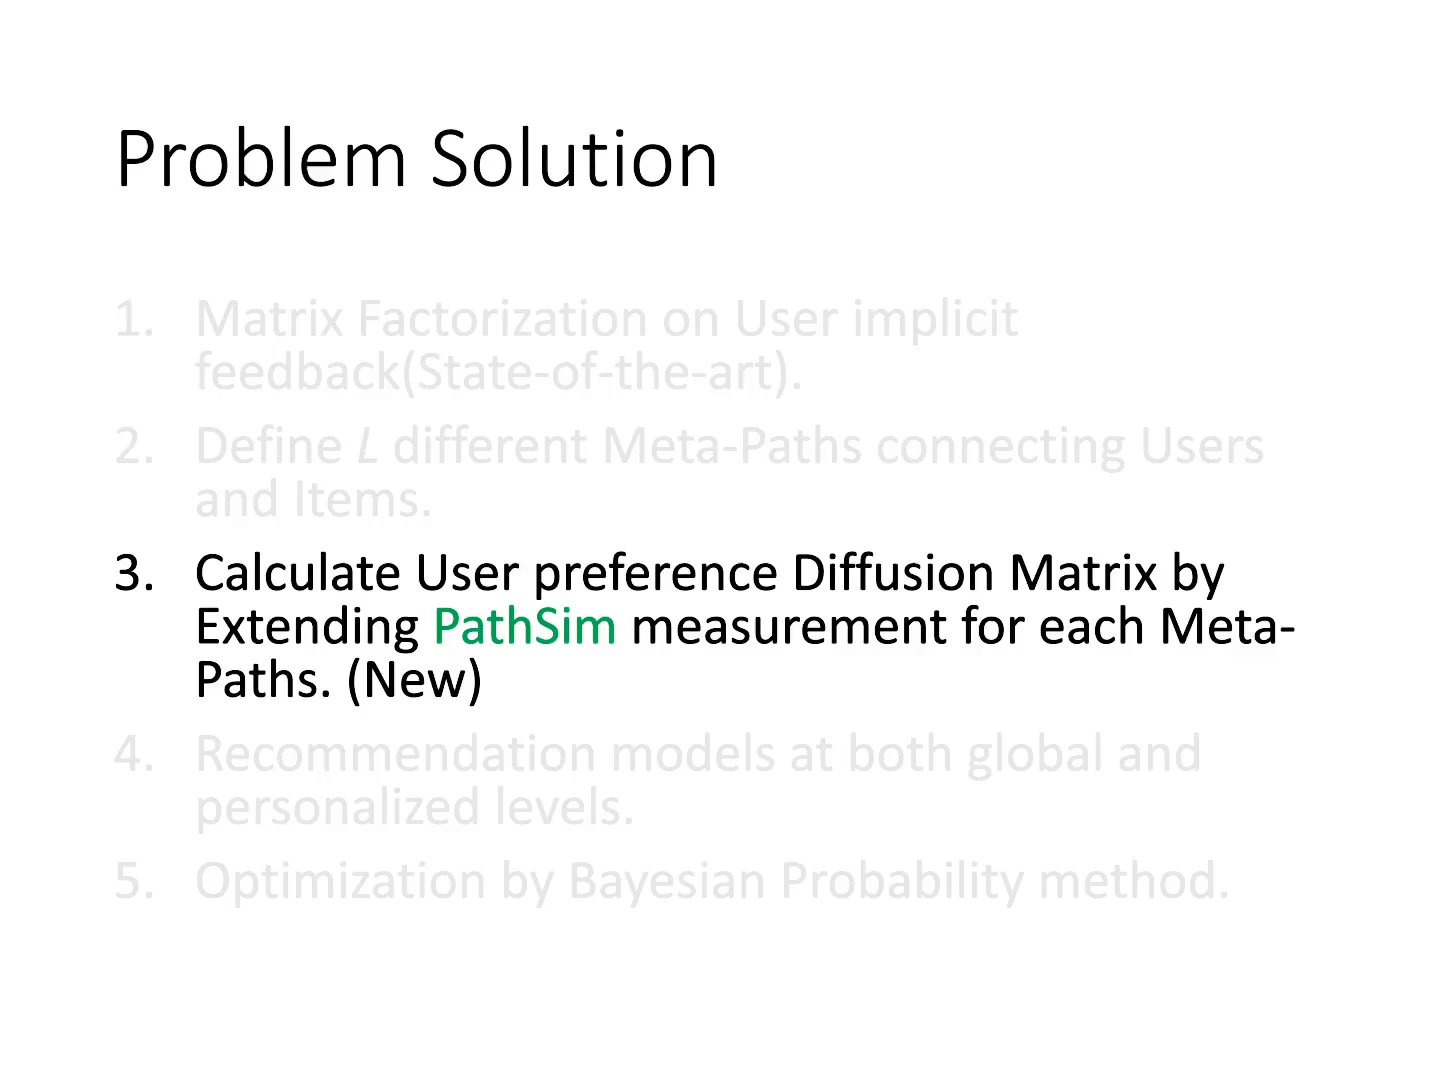 Problem Solution
1. Matrix Factorization on User implicit
feedback(State-of-the-art).
2. Define L different Meta-Paths connecting Users
and Items.
3. Calculate User preference Diffusion Matrix by
Extending PathSim measurement for each Meta-
Paths. (New)
4. Recommendation models at both global and
personalized levels.
5. Optimization by Bayesian Probability method.